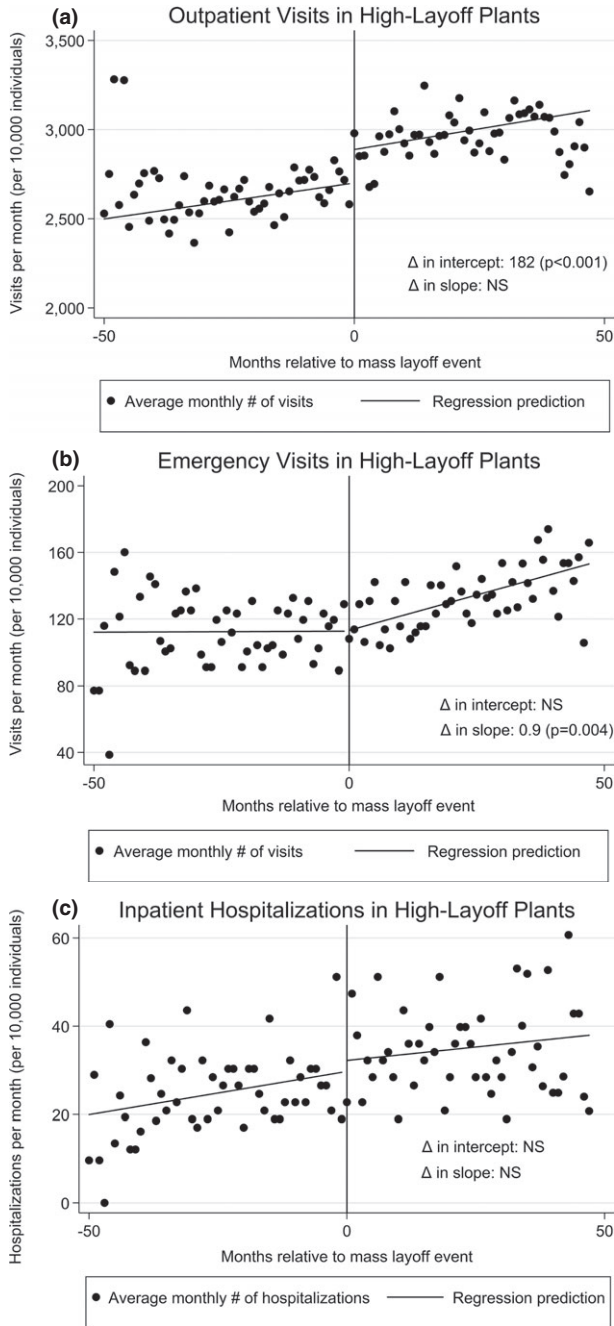 (a) Outpatient Visits in High-Layoff Plants
Visits per month (per 10,000 individuals)
3,500
3,000
2,500
2,000
Δ in intercept: 182 (p<0.001)
Δ in slope: NS
-50 0 50
Months relative to mass layoff event
Average monthly # of visits Regression prediction
(b) Emergency Visits in High-Layoff Plants
Visits per month (per 10,000 individuals)
200
160
120
80
40
Δ in intercept: NS
Δ in slope: 0.9 (p=0.004)
-50 0 50
Months relative to mass layoff event
Average monthly # of visits Regression prediction
(c) Inpatient Hospitalizations in High-Layoff Plants
Hospitalizations per month (per 10,000 individuals)
60
40
20
0
Δ in intercept: NS
Δ in slope: NS
-50 0 50
Months relative to mass layoff event
Average monthly # of hospitalizations Regression prediction